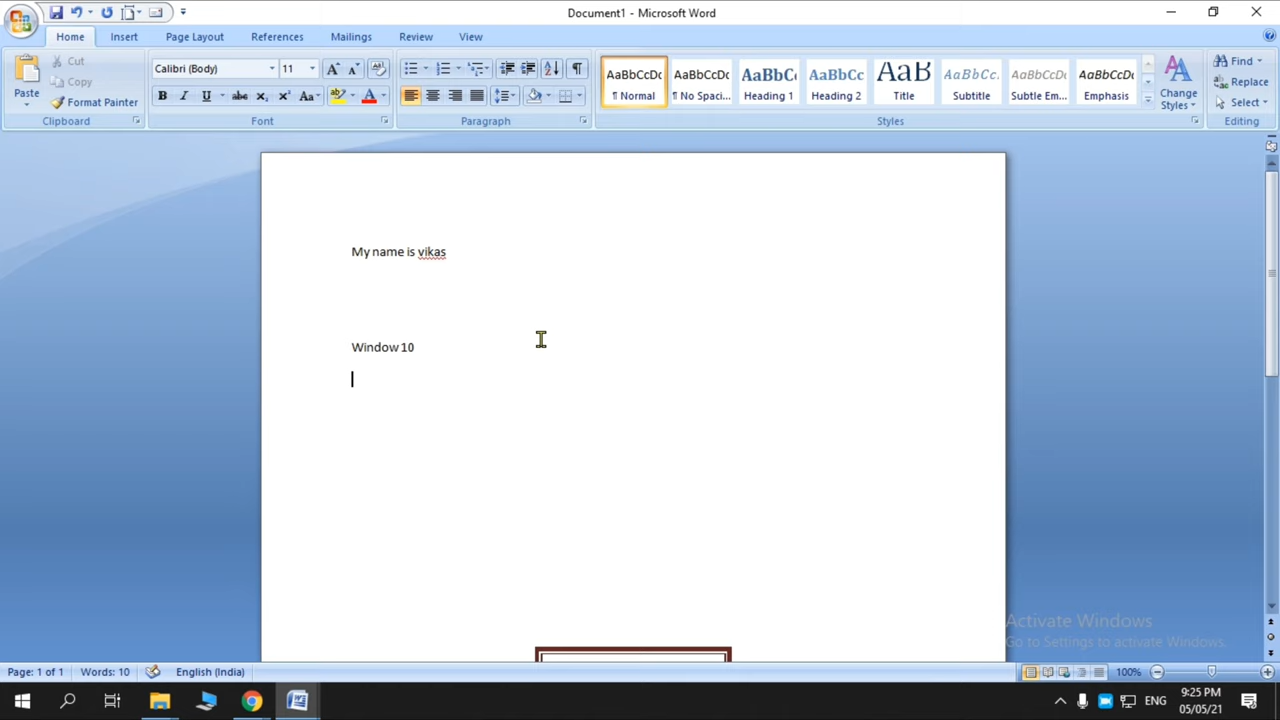 Document1 - Microsoft Word
Home Insert Page Layout References Mailings Review View
Paste
Cut
Copy
Format Painter
Clipboard
Calibri (Body) 11
Font
Paragraph
AaBbCcDc AaBbCcDc AaBbC AaBbCc AaB AaBbCc. AaBbCcDc AaBbCcDc
¶ Normal ¶ No Spaci... Heading 1 Heading 2 Title Subtitle Subtle Em... Emphasis
Change Styles
Styles
Find
Replace
Select
Editing
My name is vikas
Window 10
Activate Windows
Go to Settings to activate Windows.
Page: 1 of 1 Words: 10 English (India) 100%
ENG 9:25 PM
05/05/21